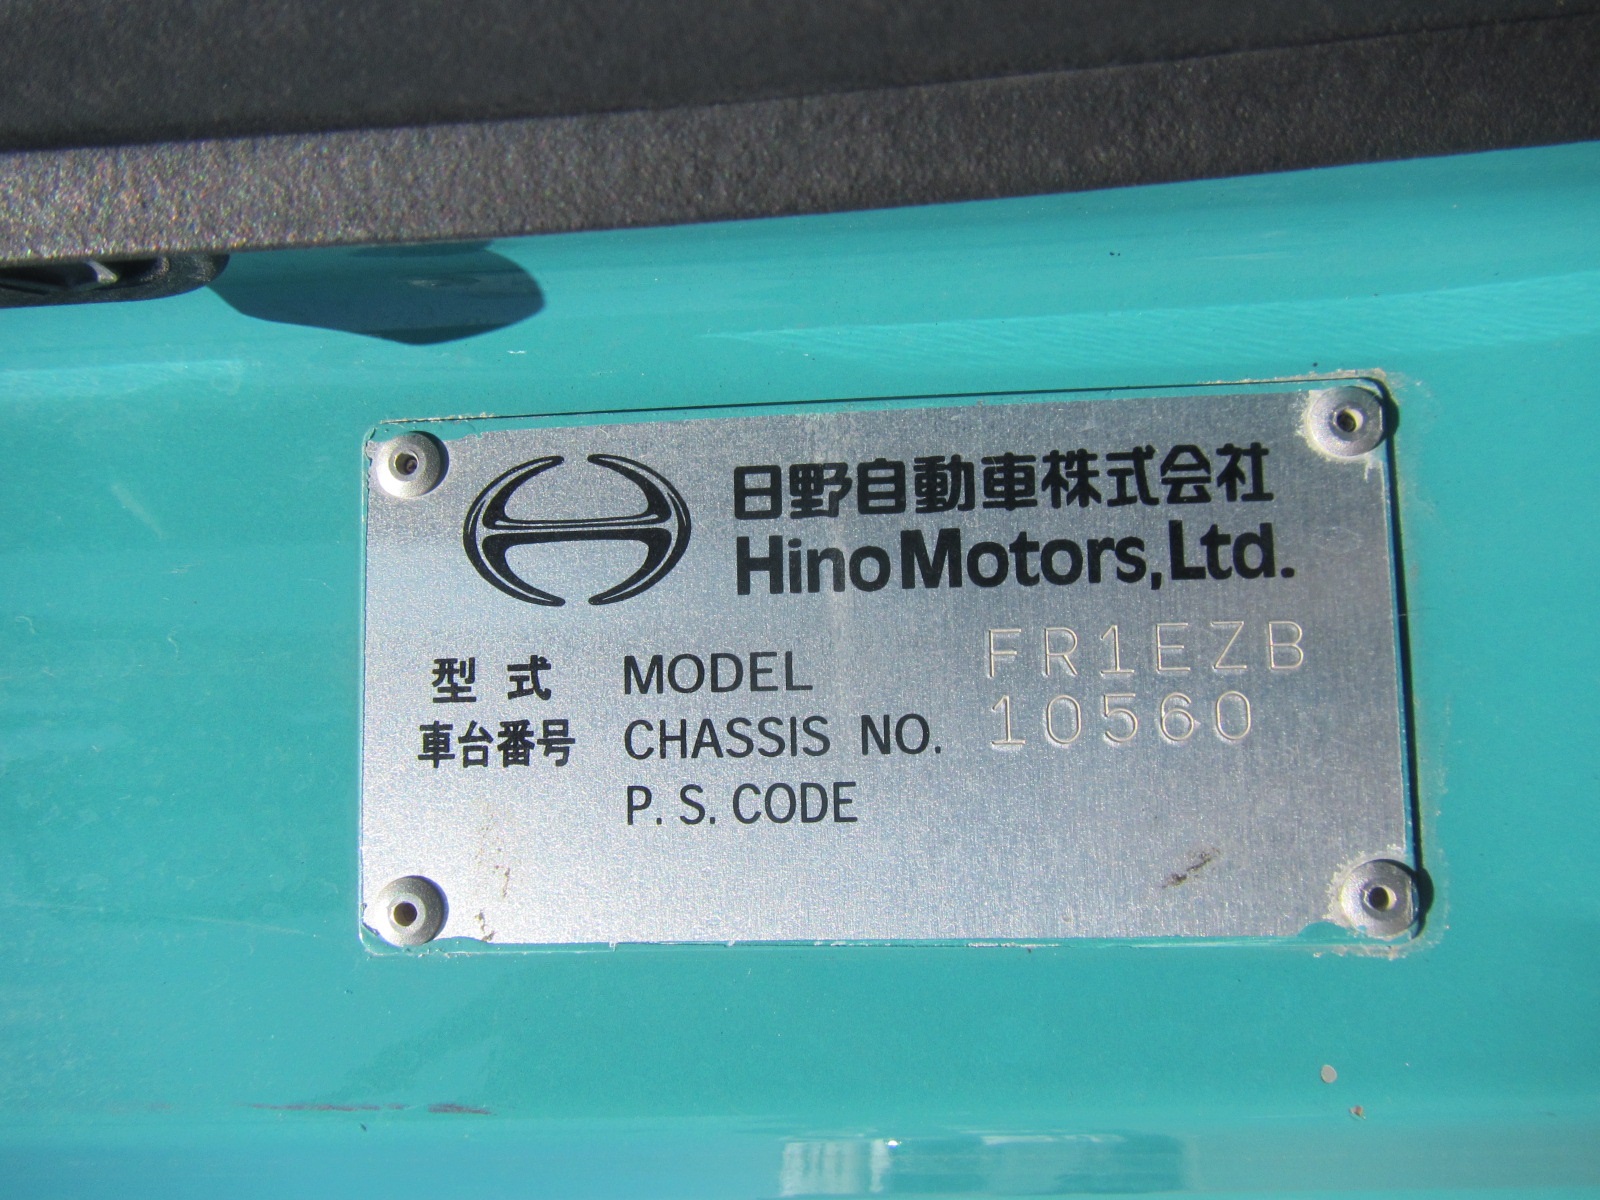 日野自動車株式会社
Hino Motors, Ltd.
型式 MODEL FR1EZB
車台番号 CHASSIS NO. 10560
P. S. CODE